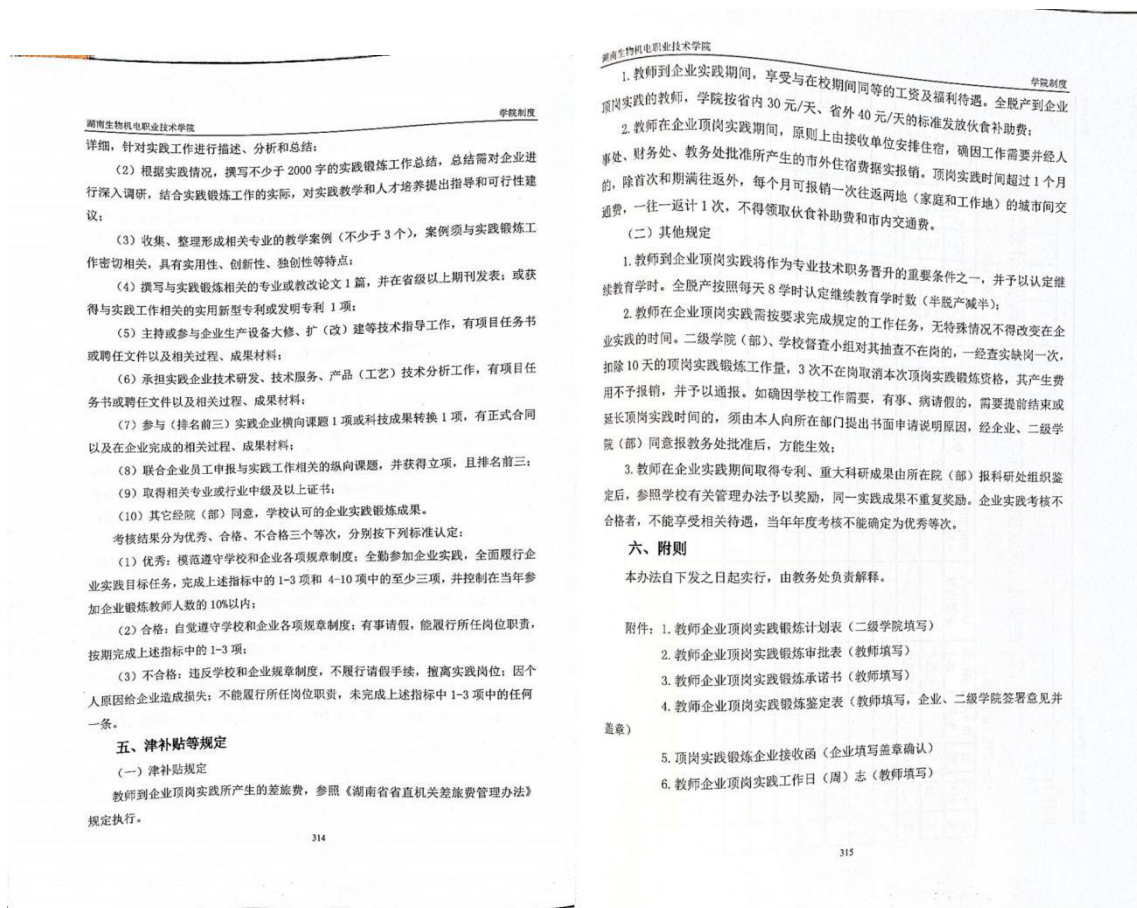 湖南生物机电职业技术学院
学院制度
详细，针对实践工作进行描述、分析和总结；
（2）根据实践情况，撰写不少于 2000 字的实践锻炼工作总结，总结需对企业进
行深入调研，结合实践锻炼工作的实际，对实践教学和人才培养提出指导和可行性建
议；
（3）收集、整理形成相关专业的教学案例（不少于 3 个），案例须与实践锻炼工
作密切相关，具有实用性、创新性、独创性等特点；
（4）撰写与实践锻炼相关的专业或教改论文 1 篇，并在省级以上期刊发表；或获
得与实践工作相关的实用新型专利或发明专利 1项；
（5）主持或参与企业生产设备大修、扩（改）建等技术指导工作，有项目任务书
或聘任文件以及相关过程、成果材料；
（6）承担实践企业技术研发、技术服务、产品（工艺）技术分析工作，有项目任
务书或聘任文件以及相关过程、成果材料；
（7）参与（排名前三）实践企业横向课题 1 项或科技成果转换 1 项，有正式合同
以及在企业完成的相关过程、成果材料；
（8）联合企业员工申报与实践工作相关的纵向课题，并获得立项，且排名前三；
（9）取得相关专业或行业中级及以上证书；
（10）其它经院（部）同意，学校认可的企业实践锻炼成果。
考核结果分为优秀、合格、不合格三个等次，分别按下列标准认定：
（1）优秀：模范遵守学校和企业各项规章制度；全勤参加企业实践，全面履行企
业实践目标任务，完成上述指标中的 1-3 项和 4-10 项中的至少三项，并控制在当年参
加企业锻炼教师人数的 10%以内；
（2）合格：自觉遵守学校和企业各项规章制度；有事请假，能履行所任岗位职责，
按期完成上述指标中的 1-3 项；
（3）不合格：违反学校和企业规章制度，不履行请假手续，擅离实践岗位；因个
人原因给企业造成损失；不能履行所任岗位职责，未完成上述指标中 1-3 项中的任何
一条。
五、津补贴等规定
（一）津补贴规定
教师到企业顶岗实践所产生的差旅费，参照《湖南省省直机关差旅费管理办法》
规定执行。
314
湖南生物机电职业技术学院
学院制度
1.教师到企业实践期间，享受与在校期间同等的工资及福利待遇。全脱产到企业
顶岗实践的教师，学院按省内 30 元/天、省外 40 元/天的标准发放伙食补助费；
2.教师在企业顶岗实践期间，原则上由接收单位安排住宿，确因工作需要并经人
事处、财务处、教务处批准所产生的市外住宿费据实报销。顶岗实践时间超过 1 个月
的，除首次和期满往返外，每个月可报销一次往返两地（家庭和工作地）的城市间交
通费，一往一返计 1 次，不得领取伙食补助费和市内交通费。
（二）其他规定
1.教师到企业顶岗实践将作为专业技术职务晋升的重要条件之一，并予以认定继
续教育学时。全脱产按照每天 8 学时认定继续教育学时数（半脱产减半）；
2.教师在企业顶岗实践需按要求完成规定的工作任务，无特殊情况不得改变在企
业实践的时间。二级学院（部）、学校督查小组对其抽查不在岗的，一经查实缺岗一次，
扣除 10 天的顶岗实践锻炼工作量，3 次不在岗取消本次顶岗实践锻炼资格，其产生费
用不予报销，并予以通报。如确因学校工作需要，有事、病请假的，需要提前结束或
延长顶岗实践时间的，须由本人向所在部门提出书面申请说明原因，经企业、二级学
院（部）同意报教务处批准后，方能生效；
3.教师在企业实践期间取得专利、重大科研成果由所在院（部）报科研处组织鉴
定后，参照学校有关管理办法予以奖励，同一实践成果不重复奖励。企业实践考核不
合格者，不能享受相关待遇，当年年度考核不能确定为优秀等次。
六、附则
本办法自下发之日起实行，由教务处负责解释。
附件：1.教师企业顶岗实践锻炼计划表（二级学院填写）
2.教师企业顶岗实践锻炼审批表（教师填写）
3.教师企业顶岗实践锻炼承诺书（教师填写）
4.教师企业顶岗实践锻炼鉴定表（教师填写，企业、二级学院签署意见并
盖章）
5.顶岗实践锻炼企业接收函（企业填写盖章确认）
6.教师企业顶岗实践工作日（周）志（教师填写）
315